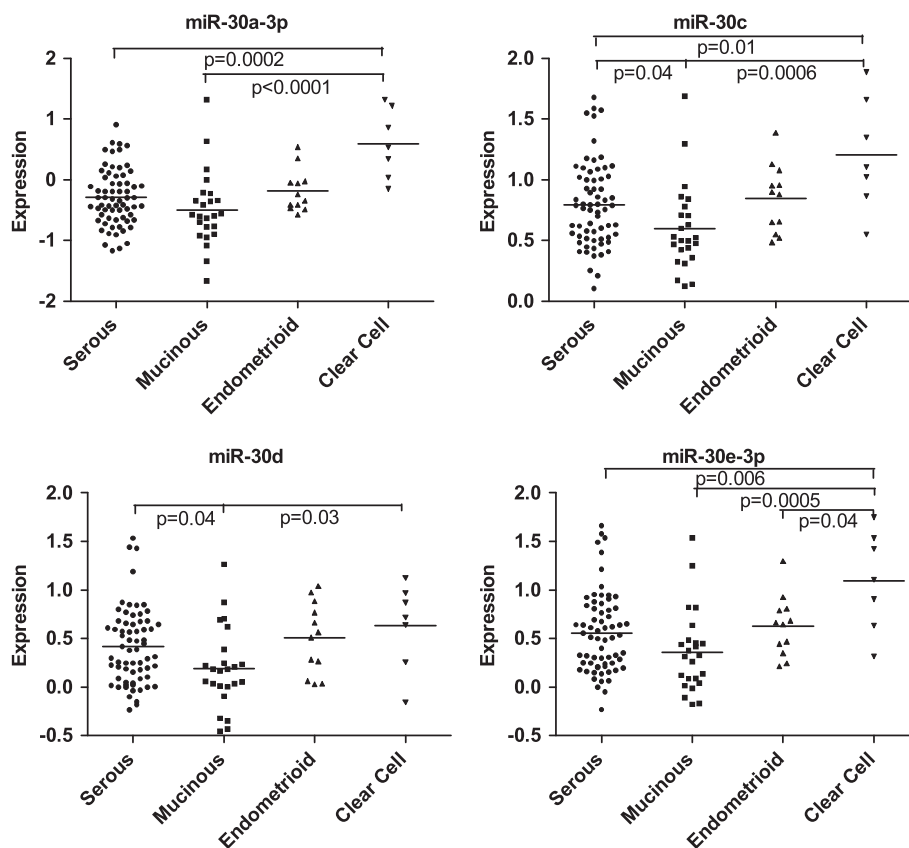 miR-30a-3p
p=0.0002
p<0.0001
2
1
0
-1
-2
Expression
Serous
Mucinous
Endometrioid
Clear Cell
miR-30c
p=0.01
p=0.04
p=0.0006
2.0
1.5
1.0
0.5
0.0
Expression
Serous
Mucinous
Endometrioid
Clear Cell
miR-30d
p=0.04
p=0.03
2.0
1.5
1.0
0.5
0.0
-0.5
Expression
Serous
Mucinous
Endometrioid
Clear Cell
miR-30e-3p
p=0.006
p=0.0005
p=0.04
2.0
1.5
1.0
0.5
0.0
-0.5
Expression
Serous
Mucinous
Endometrioid
Clear Cell